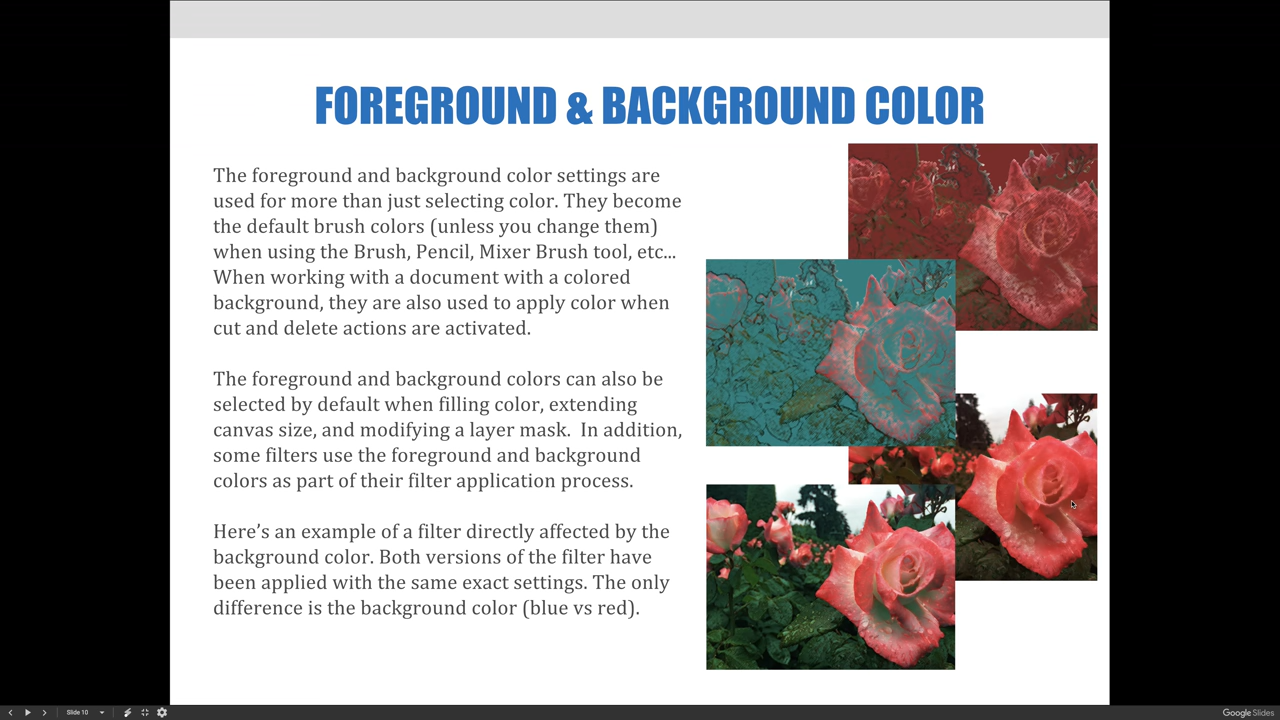 FOREGROUND & BACKGROUND COLOR
The foreground and background color settings are
used for more than just selecting color. They become
the default brush colors (unless you change them)
when using the Brush, Pencil, Mixer Brush tool, etc...
When working with a document with a colored
background, they are also used to apply color when
cut and delete actions are activated.
The foreground and background colors can also be
selected by default when filling color, extending
canvas size, and modifying a layer mask.  In addition,
some filters use the foreground and background
colors as part of their filter application process.
Here’s an example of a filter directly affected by the
background color. Both versions of the filter have
been applied with the same exact settings. The only
difference is the background color (blue vs red).
Slide 10
Google Slides